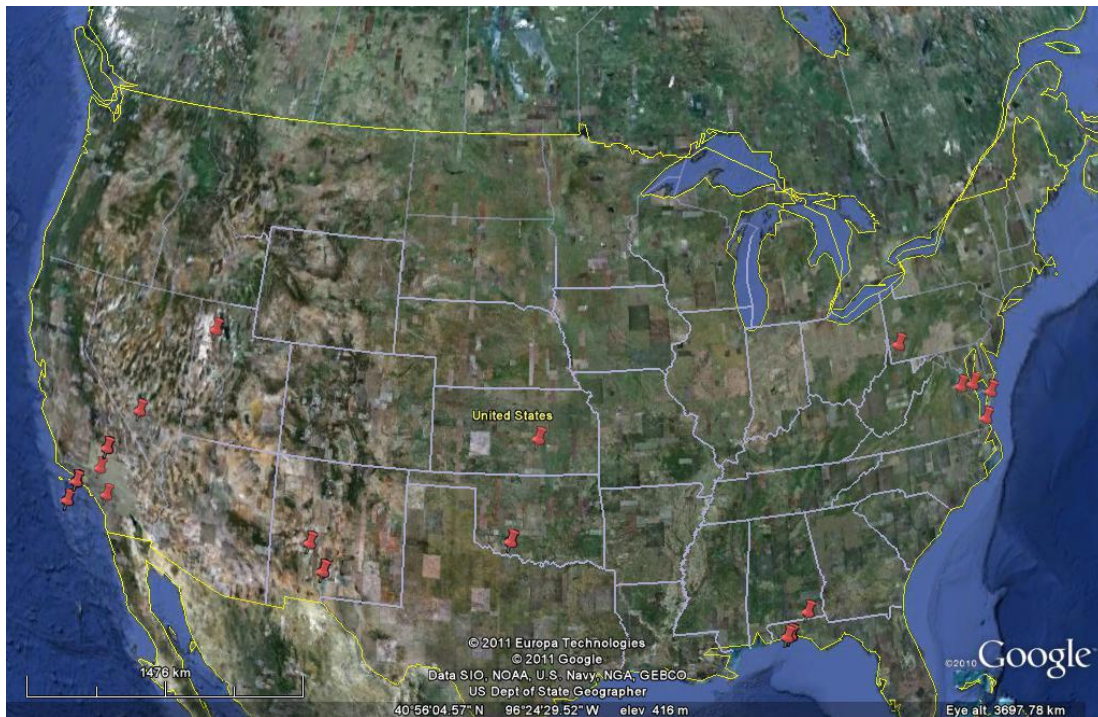 United States
1476 km
© 2011 Europa Technologies
© 2011 Google
Data SIO, NOAA, U.S. Navy, NGA, GEBCO
US Dept of State Geographer
©2010 Google
40°56'04.57" N 96°24'29.52" W elev 416 m
Eye alt 3697.78 km